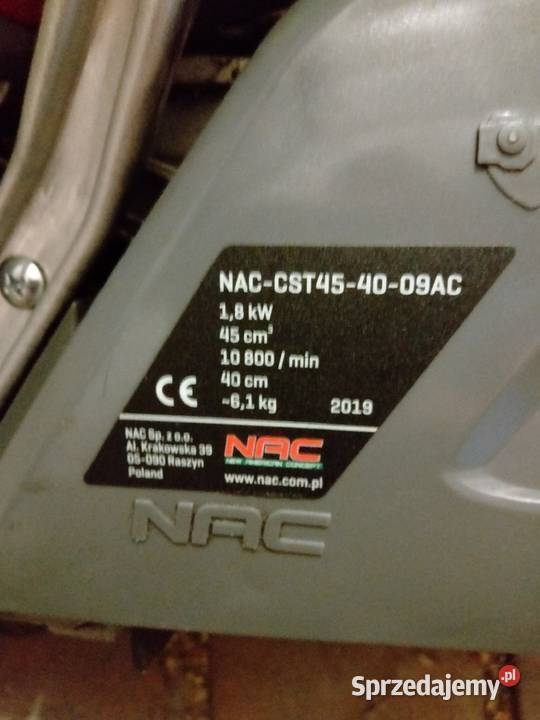 NAC-CST45-40-09AC
1,8 kW
45 cm³
10 800 / min
40 cm
~6,1 kg
2019
CE
NAC Sp. z o.o.
Al. Krakowska 39
05-090 Raszyn
Poland
NAC
NEW AMERICAN CONCEPT
www.nac.com.pl
NAC
Sprzedajemy.pl